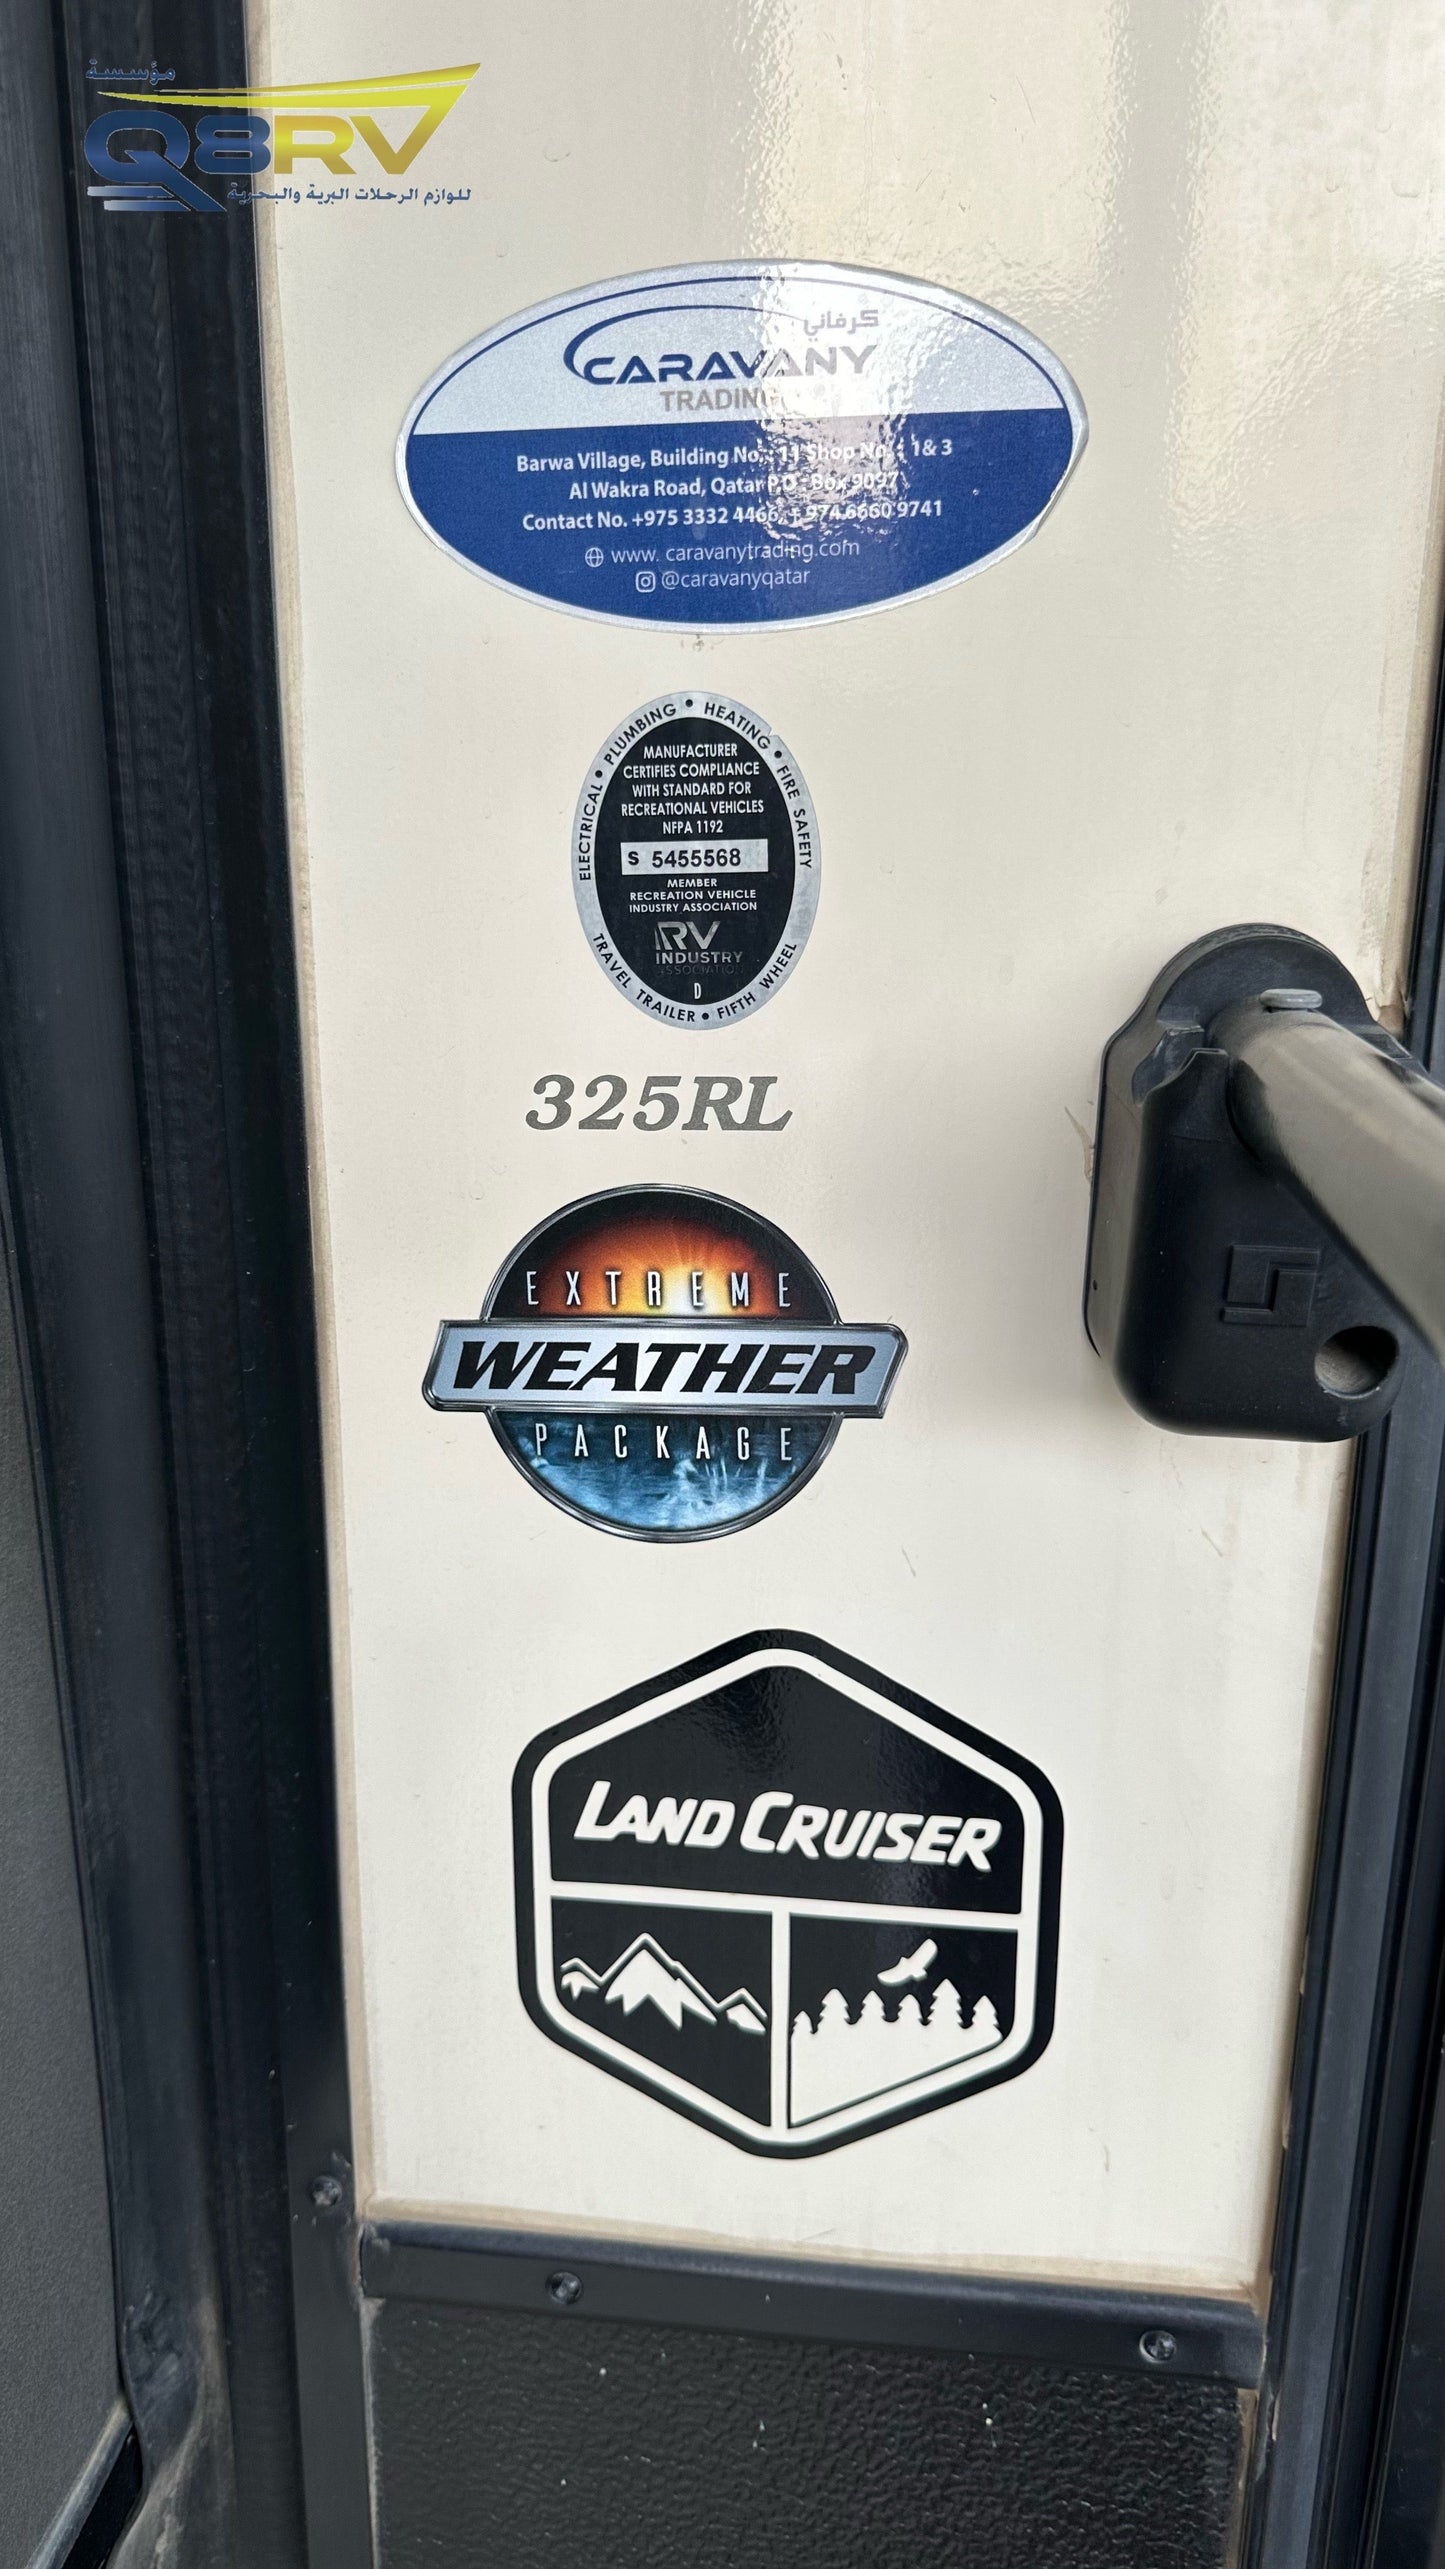 مؤسسة
Q8RV
للوازم الرحلات البرية والبحرية
كرفاني
CARAVANY
TRADING
Barwa Village, Building No. : 11 Shop No. : 1& 3
Al Wakra Road, Qatar P.O : Box 9097
Contact No. +975 3332 4466, + 974 6660 9741
www. caravanytrading.com
@caravanyqatar
ELECTRICAL • PLUMBING • HEATING • FIRE SAFETY
MANUFACTURER
CERTIFIES COMPLIANCE
WITH STANDARD FOR
RECREATIONAL VEHICLES
NFPA 1192
S 5455568
MEMBER
RECREATION VEHICLE
INDUSTRY ASSOCIATION
RV
INDUSTRY
ASSOCIATION
D
TRAVEL TRAILER • FIFTH WHEEL
325RL
EXTREME
WEATHER
PACKAGE
LAND CRUISER